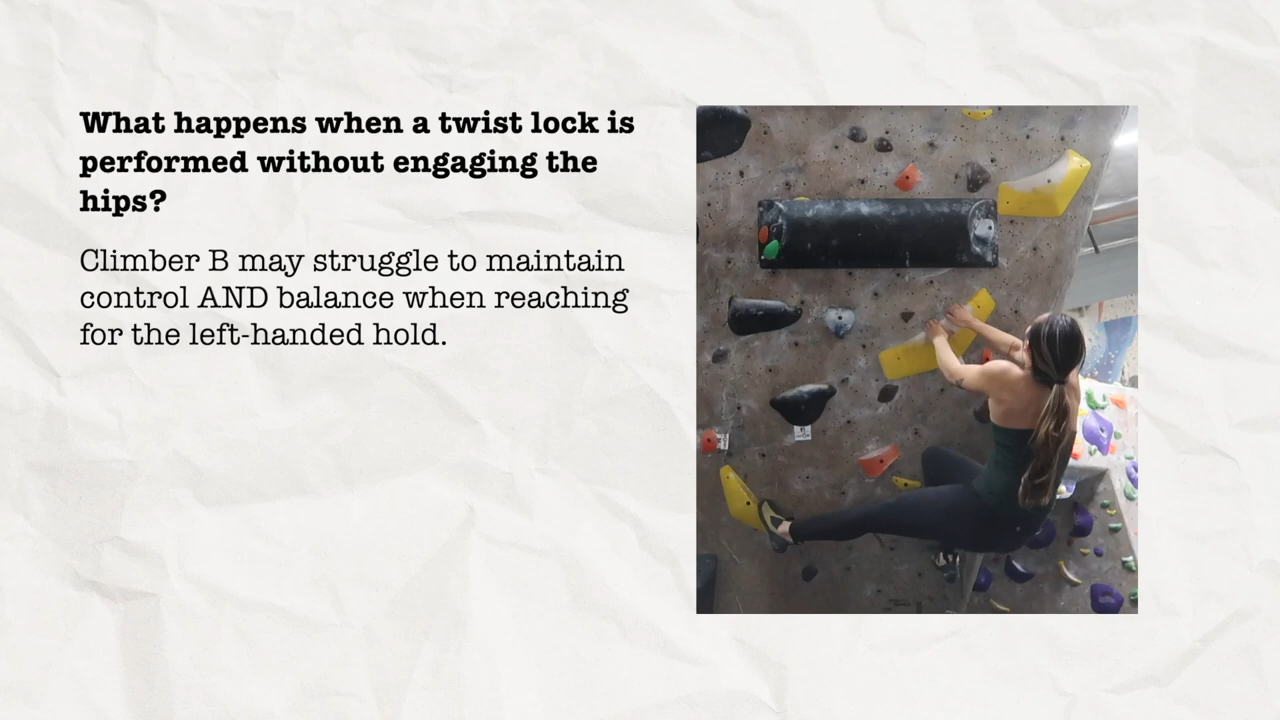 What happens when a twist lock is
performed without engaging the
hips?
Climber B may struggle to maintain
control AND balance when reaching
for the left-handed hold.